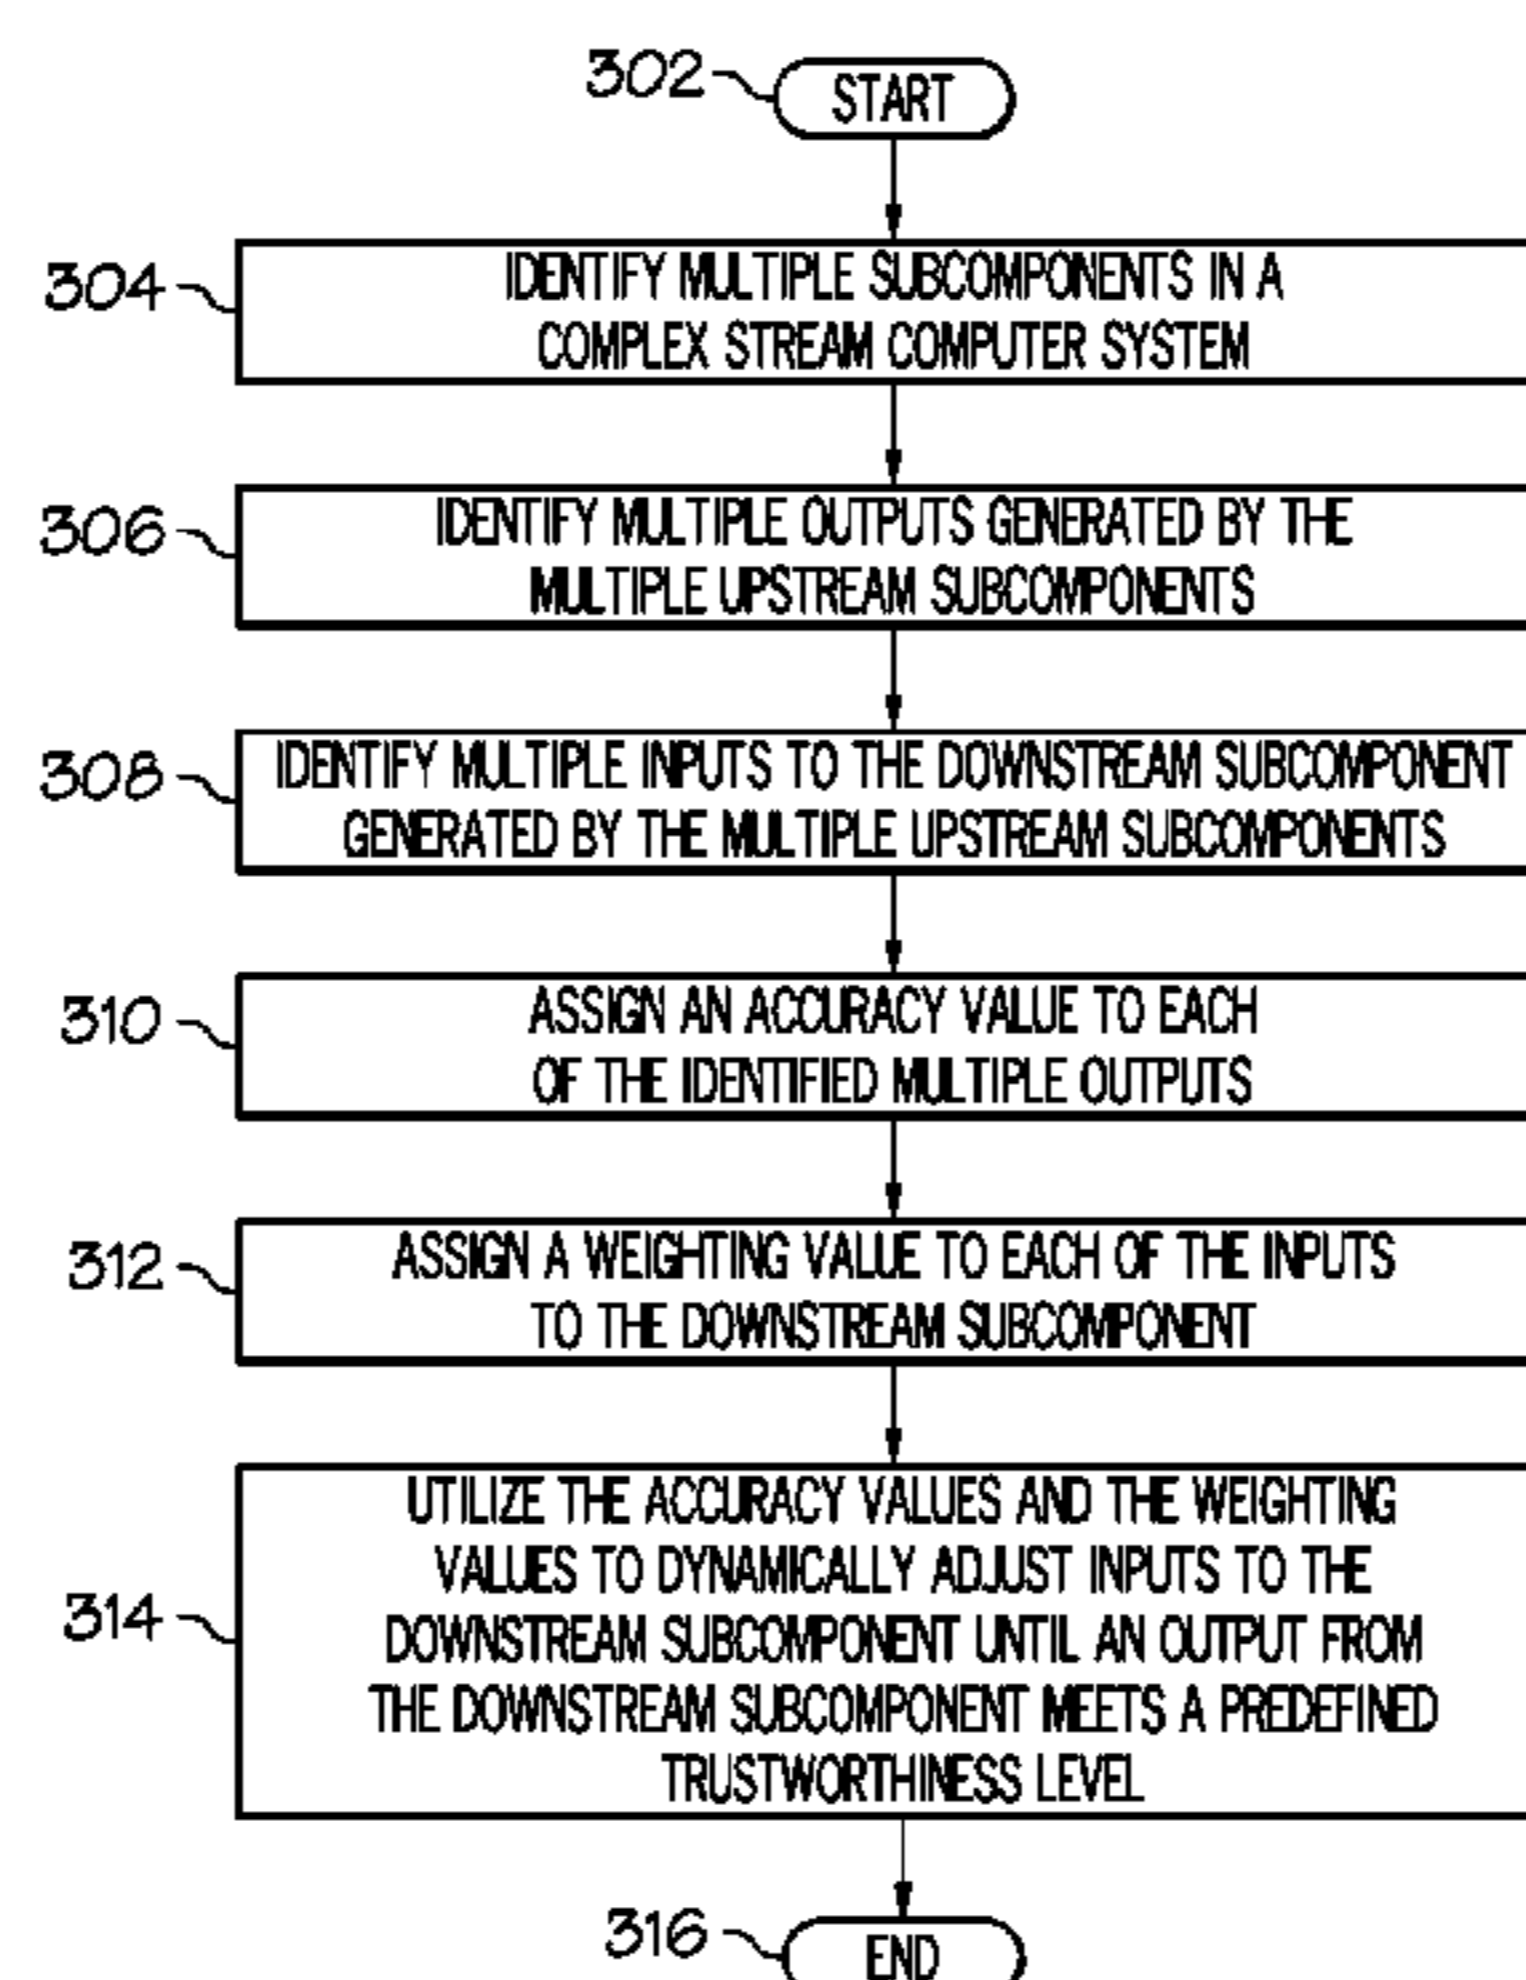 302
START
304
IDENTIFY MULTIPLE SUBCOMPONENTS IN A
COMPLEX STREAM COMPUTER SYSTEM
306
IDENTIFY MULTIPLE OUTPUTS GENERATED BY THE
MULTIPLE UPSTREAM SUBCOMPONENTS
308
IDENTIFY MULTIPLE INPUTS TO THE DOWNSTREAM SUBCOMPONENT
GENERATED BY THE MULTIPLE UPSTREAM SUBCOMPONENTS
310
ASSIGN AN ACCURACY VALUE TO EACH
OF THE IDENTIFIED MULTIPLE OUTPUTS
312
ASSIGN A WEIGHTING VALUE TO EACH OF THE INPUTS
TO THE DOWNSTREAM SUBCOMPONENT
314
UTILIZE THE ACCURACY VALUES AND THE WEIGHTING
VALUES TO DYNAMICALLY ADJUST INPUTS TO THE
DOWNSTREAM SUBCOMPONENT UNTIL AN OUTPUT FROM
THE DOWNSTREAM SUBCOMPONENT MEETS A PREDEFINED
TRUSTWORTHINESS LEVEL
316
END